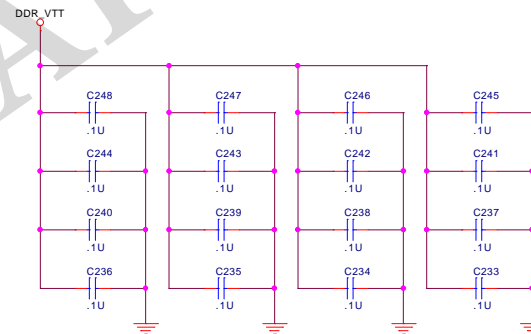 DDR_VTT
C248 C247 C246 C245
.1U .1U .1U .1U
C244 C243 C242 C241
.1U .1U .1U .1U
C240 C239 C238 C237
.1U .1U .1U .1U
C236 C235 C234 C233
.1U .1U .1U .1U